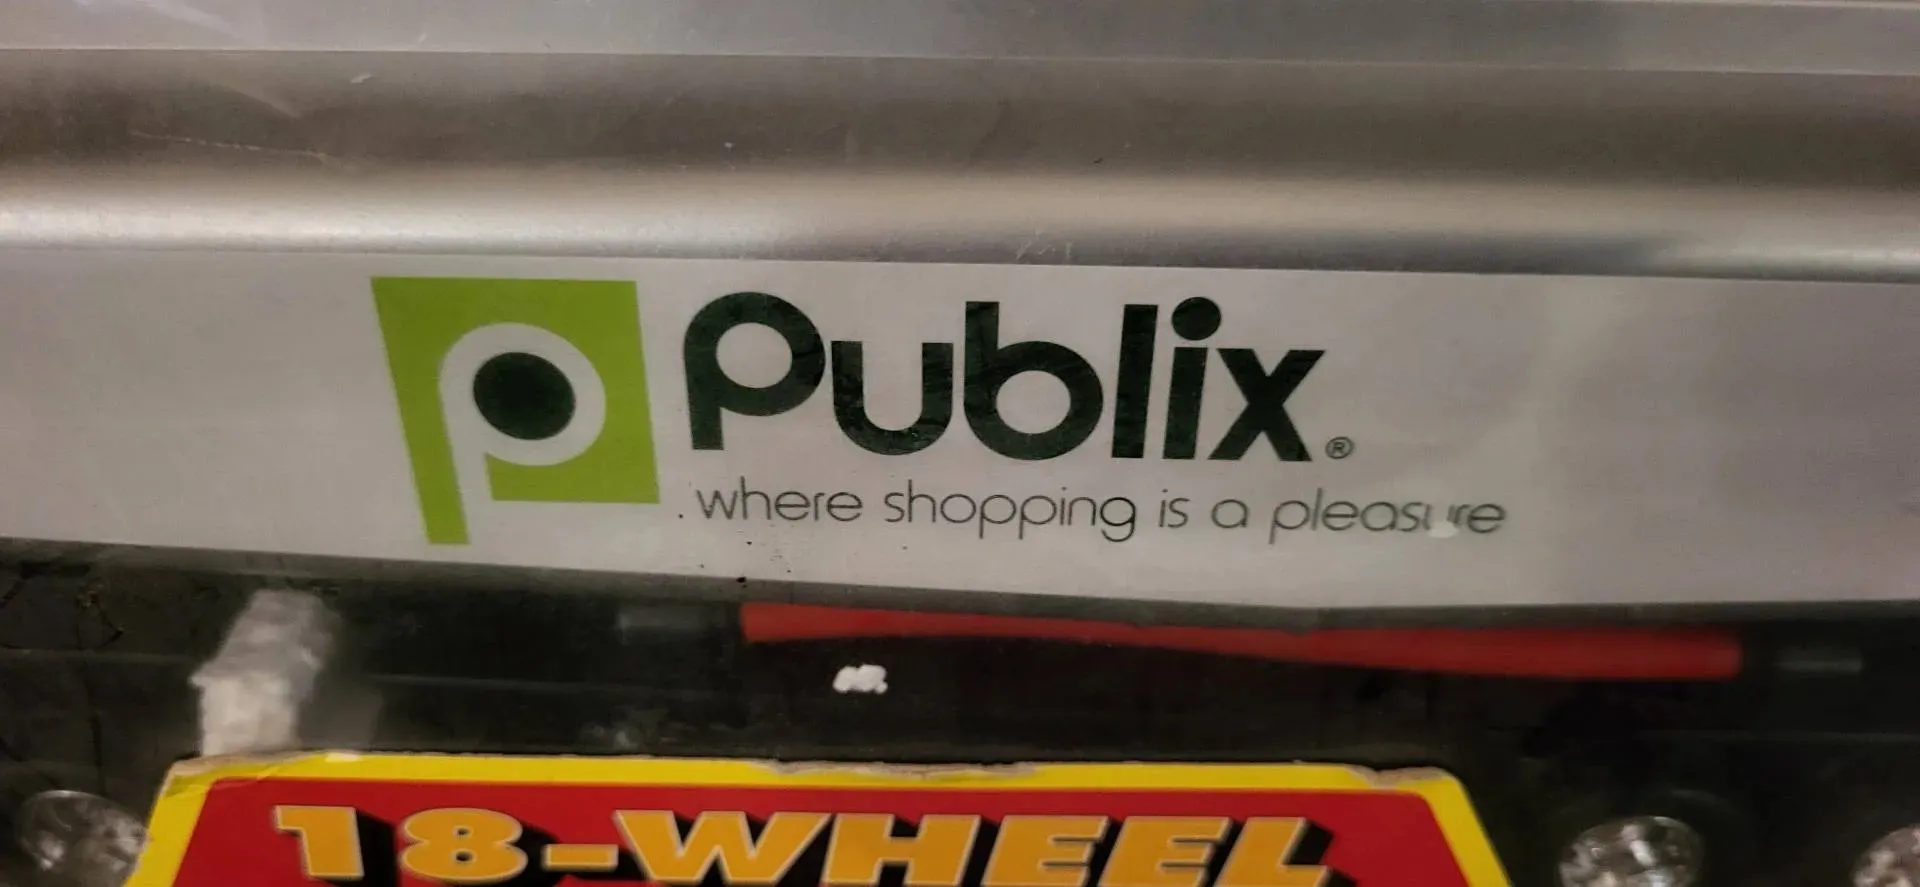 Publix®
where shopping is a pleasure
18-WHEEL